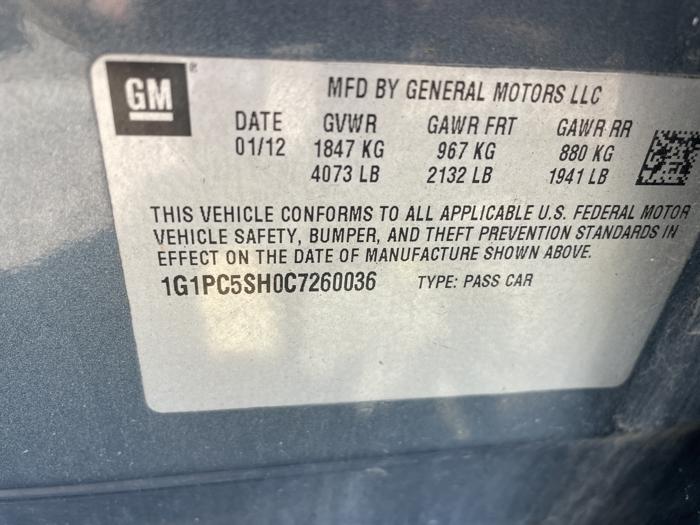 GM
MFD BY GENERAL MOTORS LLC
DATE GVWR GAWR FRT GAWR RR
01/12 1847 KG 967 KG 880 KG
4073 LB 2132 LB 1941 LB
THIS VEHICLE CONFORMS TO ALL APPLICABLE U.S. FEDERAL MOTOR
VEHICLE SAFETY, BUMPER, AND THEFT PREVENTION STANDARDS IN
EFFECT ON THE DATE OF MANUFACTURE SHOWN ABOVE.
1G1PC5SH0C7260036 TYPE: PASS CAR